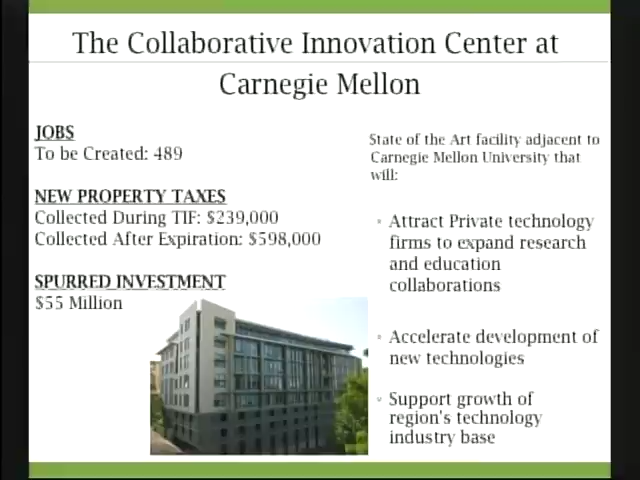 The Collaborative Innovation Center at
Carnegie Mellon
JOBS
To be Created: 489
NEW PROPERTY TAXES
Collected During TIF: $239,000
Collected After Expiration: $598,000
SPURRED INVESTMENT
$55 Million
State of the Art facility adjacent to
Carnegie Mellon University that
will:
◦ Attract Private technology
firms to expand research
and education
collaborations
◦ Accelerate development of
new technologies
◦ Support growth of
region's technology
industry base